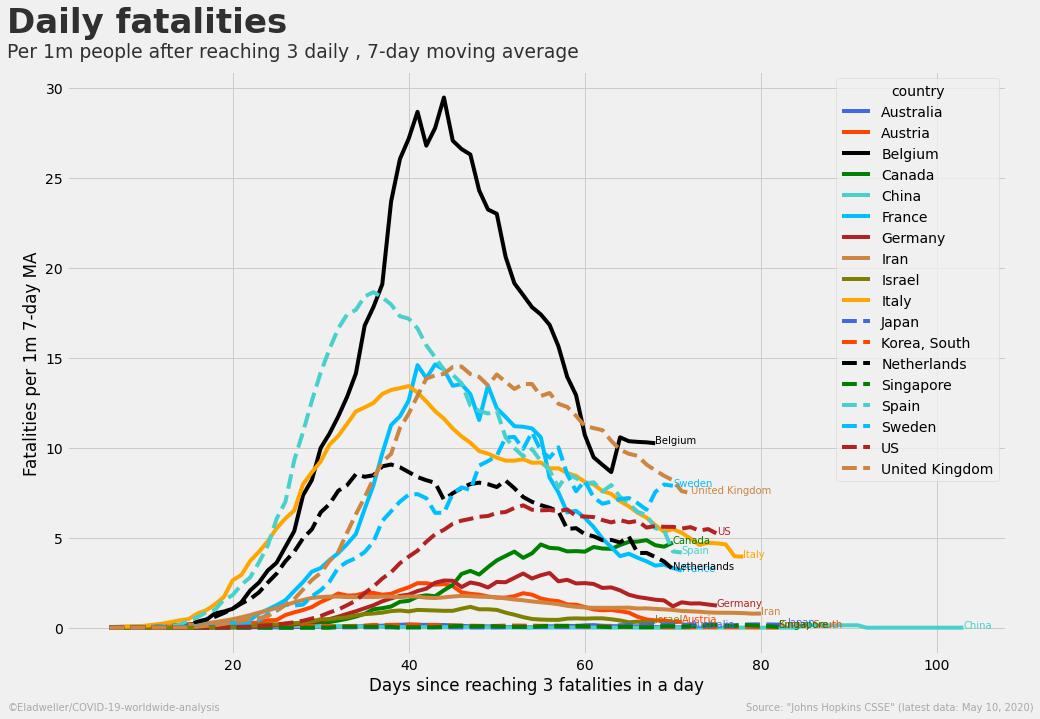 Daily fatalities
Per 1m people after reaching 3 daily , 7-day moving average
Fatalities per 1m 7-day MA
30
25
20
15
10
5
0
20
40
60
80
100
Days since reaching 3 fatalities in a day
country
Australia
Austria
Belgium
Canada
China
France
Germany
Iran
Israel
Italy
Japan
Korea, South
Netherlands
Singapore
Spain
Sweden
US
United Kingdom
Belgium
Sweden
United Kingdom
US
Canada
Spain
Italy
Netherlands
Germany
Iran
Israel
Austria
Singapore
China
©Eladweller/COVID-19-worldwide-analysis
Source: "Johns Hopkins CSSE" (latest data: May 10, 2020)